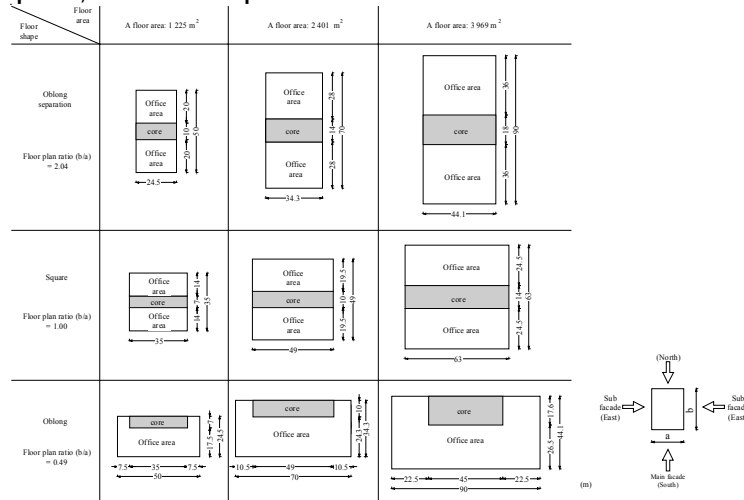 Floor area
Floor shape
A floor area: 1 225 m²
A floor area: 2 401 m²
A floor area: 3 969 m²
Oblong separation
Floor plan ratio (b/a) = 2.04
Office area
core
Office area
20
10
20
50
24.5
Office area
core
Office area
28
14
28
70
34.3
Office area
core
Office area
36
18
36
90
44.1
Square
Floor plan ratio (b/a) = 1.00
Office area
core
Office area
14
7
14
35
35
Office area
core
Office area
19.5
10
19.5
49
49
Office area
core
Office area
24.5
14
24.5
63
63
Oblong
Floor plan ratio (b/a) = 0.49
core
Office area
7
17.5
24.5
7.5 35 7.5
50
core
Office area
10
24.3
34.3
10.5 49 10.5
70
core
Office area
17.6
26.5
44.1
22.5 45 22.5
90
(m)
(North)
Sub facade (East)
b
a
Sub facade (East)
Main facade (South)